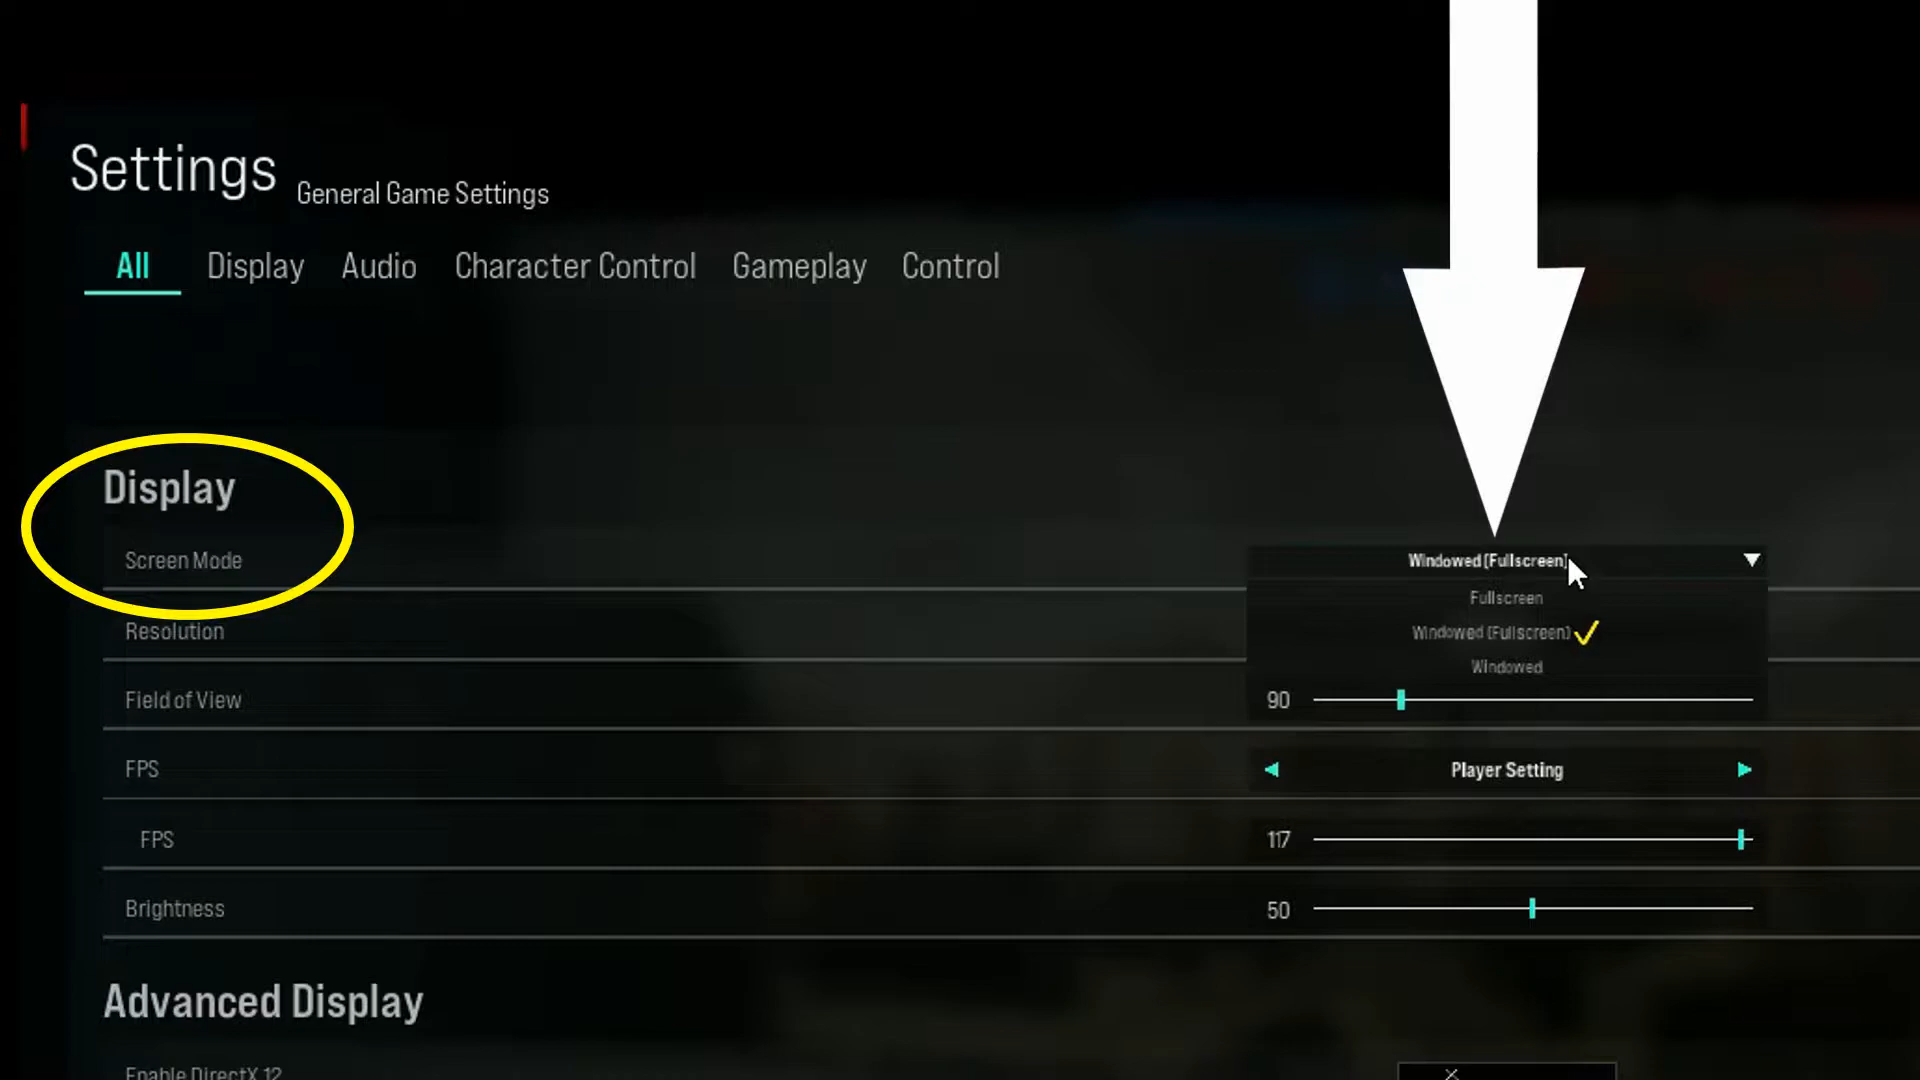 Settings General Game Settings
All Display Audio Character Control Gameplay Control
Display
Screen Mode Windowed (Fullscreen)
Fullscreen
Resolution Windowed (Fullscreen)
Windowed
Field of View 90
FPS Player Setting
FPS 117
Brightness 50
Advanced Display
Enable DirectX 12